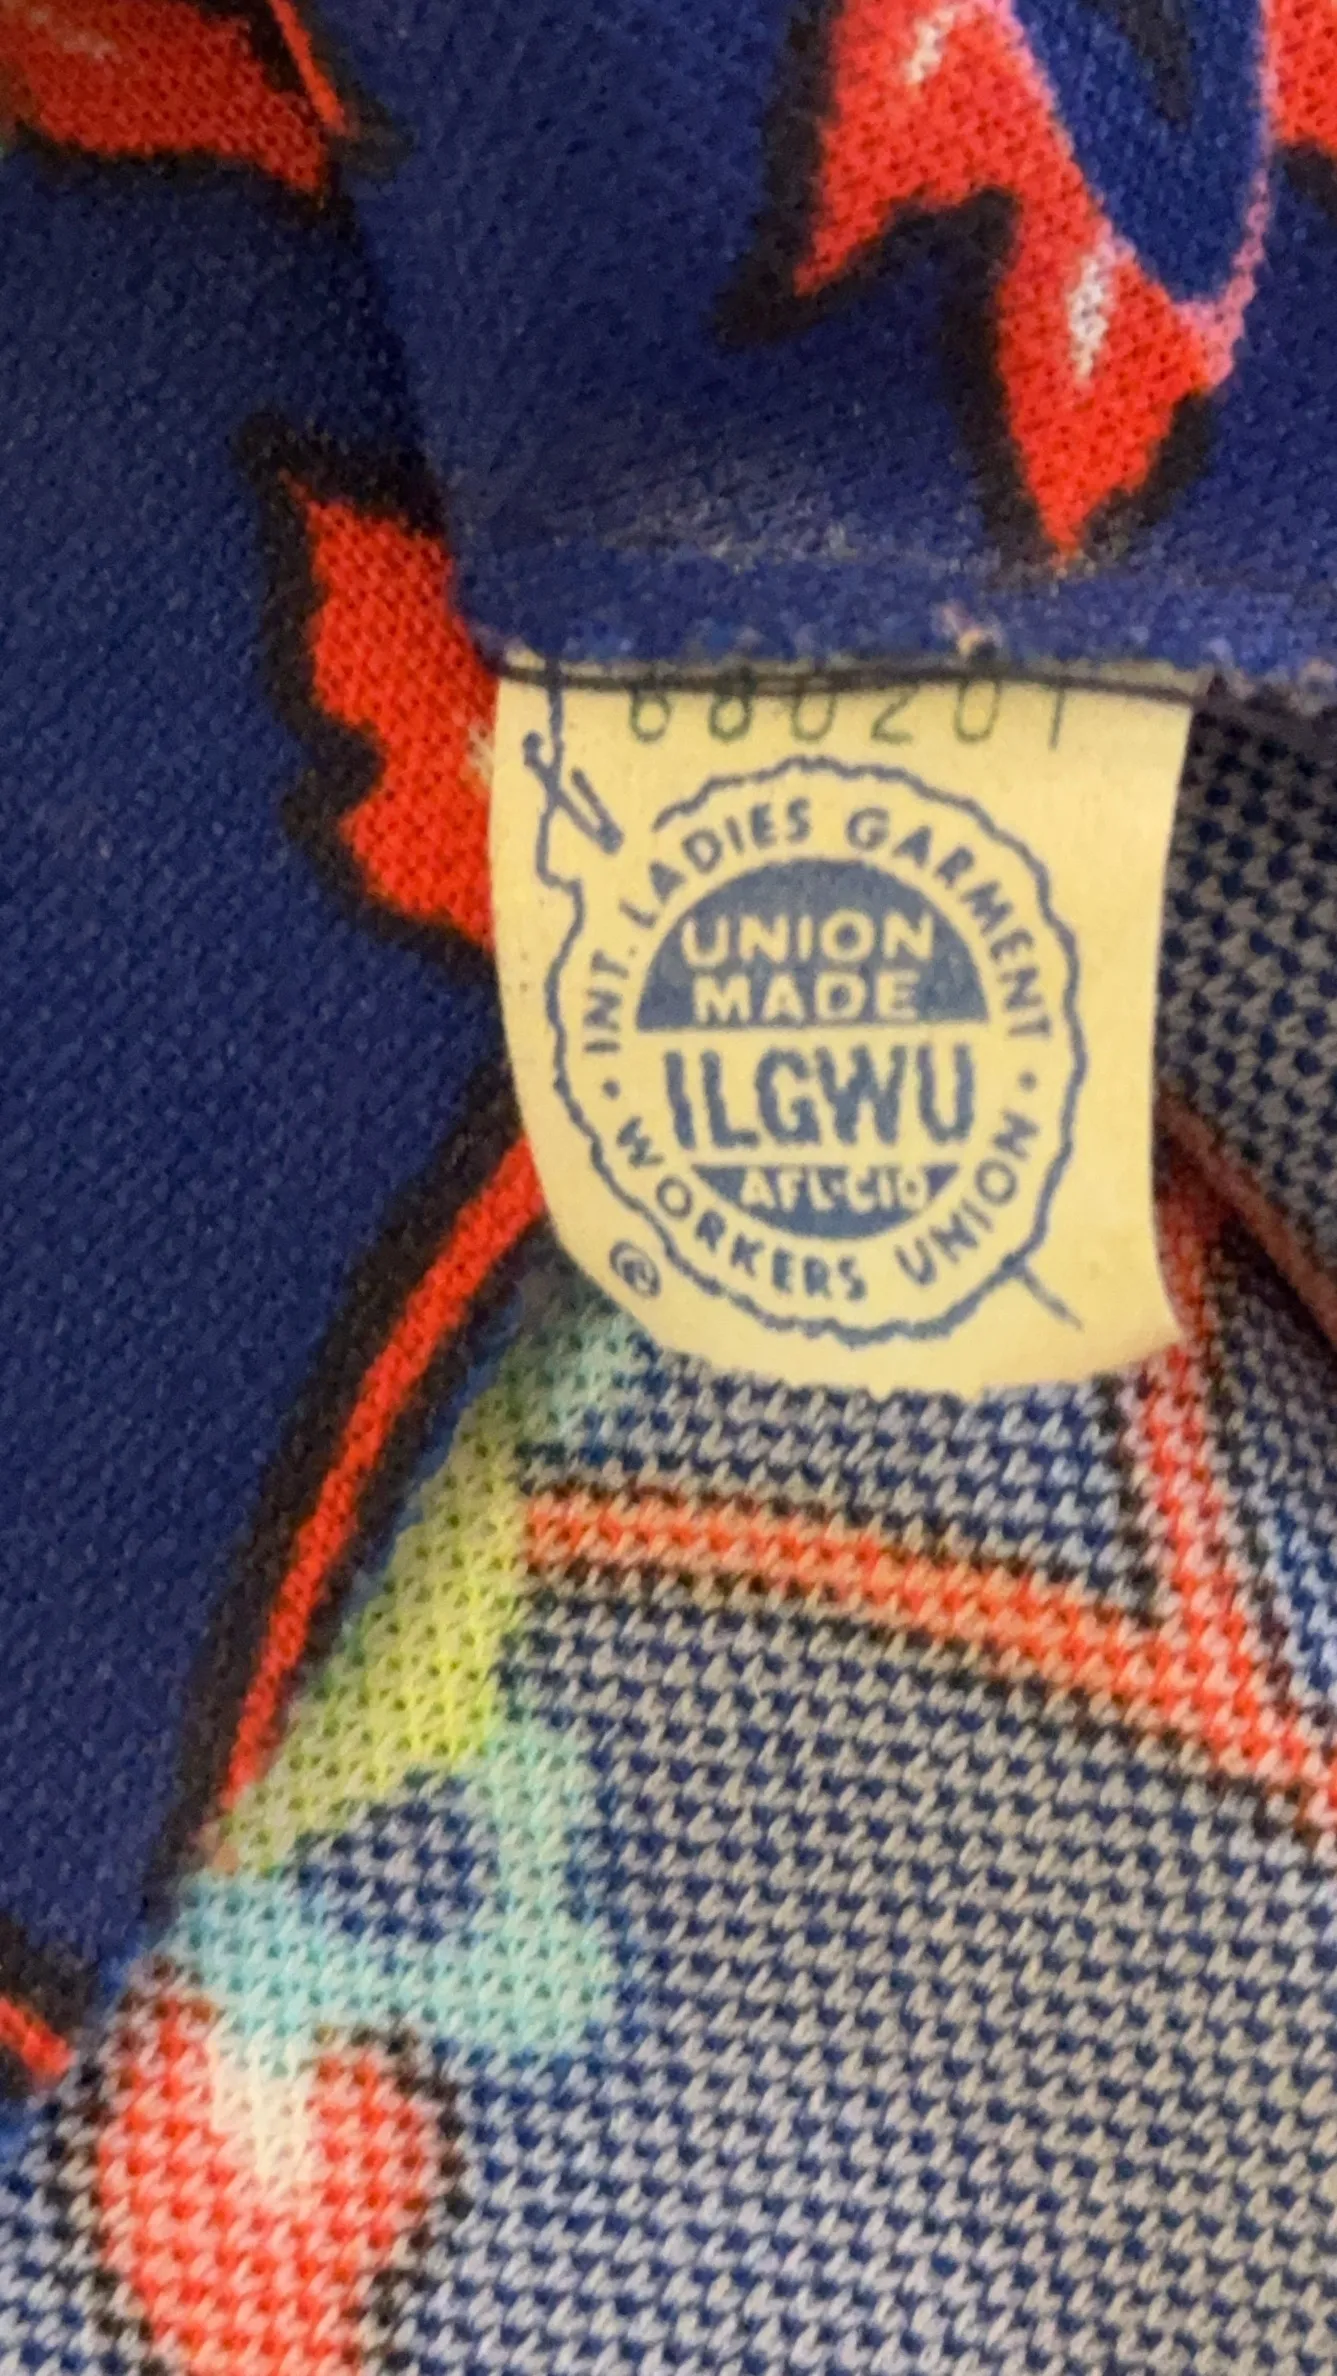 680201
INT. LADIES GARMENT
UNION
MADE
ILGWU
AFL-CIO
WORKERS UNION
®